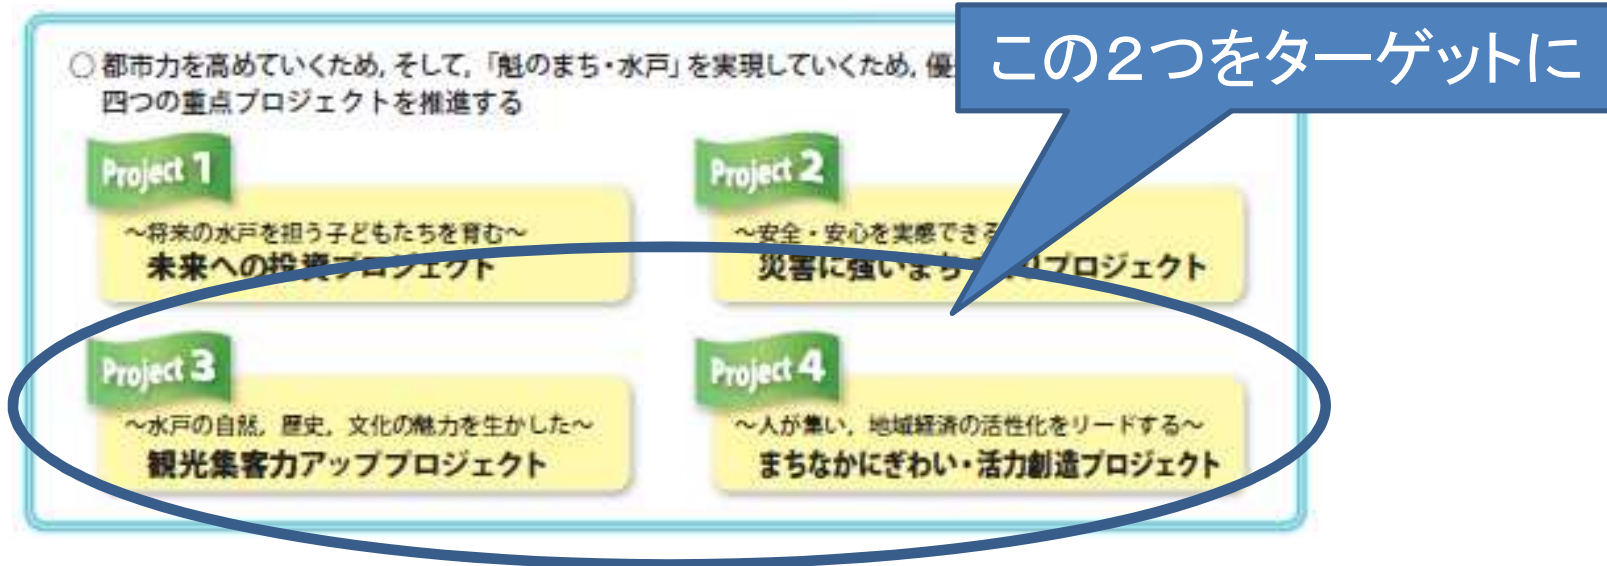 この２つをターゲットに
○ 都市力を高めていくため, そして,「魁のまち・水戸」を実現していくため, 優
四つの重点プロジェクトを推進する
Project 1
～将来の水戸を担う子どもたちを育む～
未来への投資プロジェクト
Project 2
～安全・安心を実感できる
災害に強いまちづくりプロジェクト
Project 3
～水戸の自然, 歴史, 文化の魅力を生かした～
観光集客力アッププロジェクト
Project 4
～人が集い, 地域経済の活性化をリードする～
まちなかにぎわい・活力創造プロジェクト